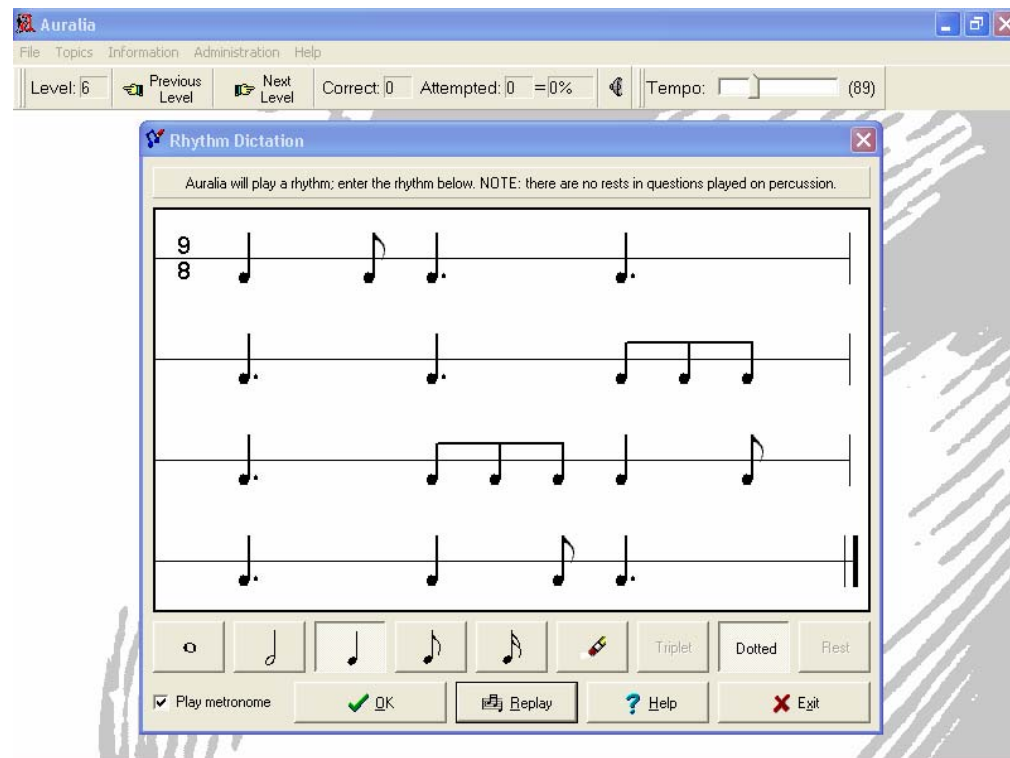 Auralia
File Topics Information Administration Help
Level: 6 Previous Level Next Level Correct: 0 Attempted: 0 =0% Tempo: (89)
Rhythm Dictation
Auralia will play a rhythm; enter the rhythm below. NOTE: there are no rests in questions played on percussion.
9
8
Triplet Dotted Rest
Play metronome OK Replay Help Exit